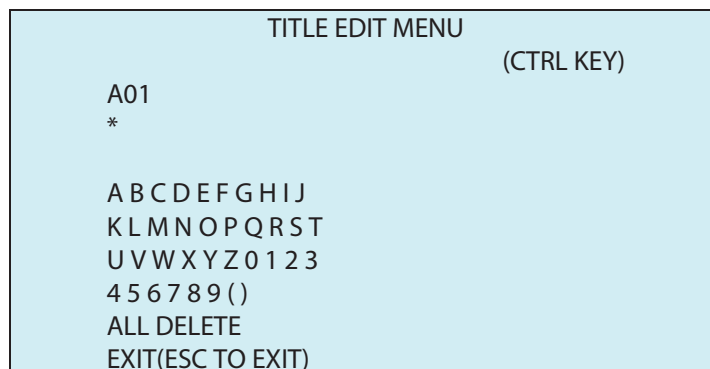 TITLE EDIT MENU
(CTRL KEY)
A01
*
A B C D E F G H I J
K L M N O P Q R S T
U V W X Y Z 0 1 2 3
4 5 6 7 8 9 ( )
ALL DELETE
EXIT(ESC TO EXIT)